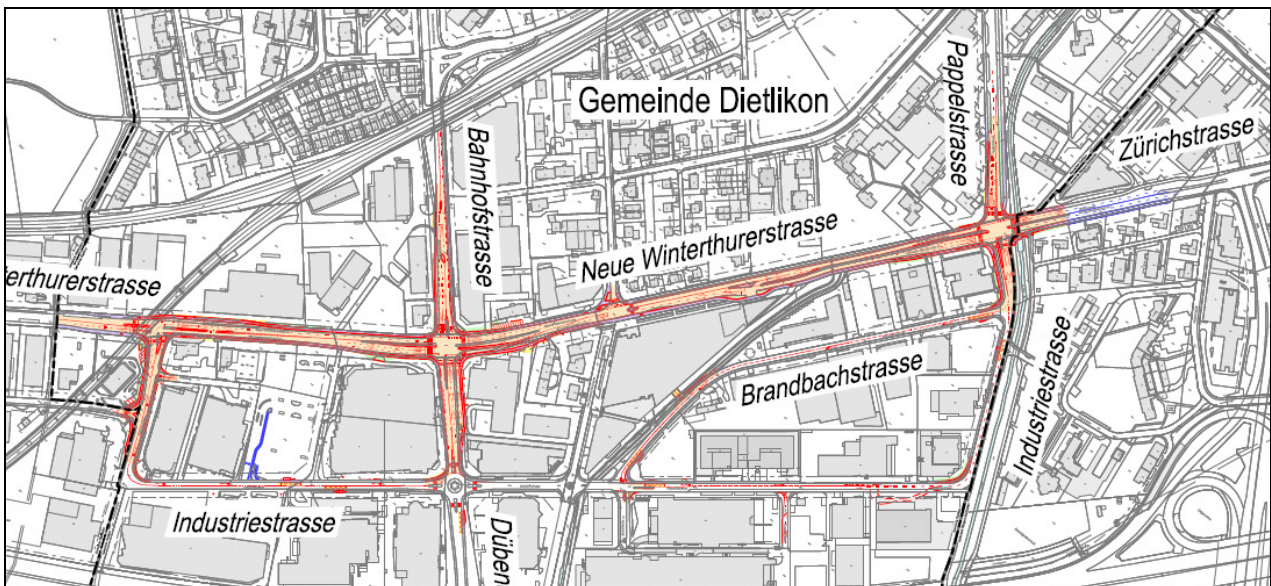 Gemeinde Dietlikon
Bahnhofstrasse
Pappelstrasse
Zürichstrasse
Neue Winterthurerstrasse
erthurerstrasse
Brandbachstrasse
Industriestrasse
Industriestrasse
Düben